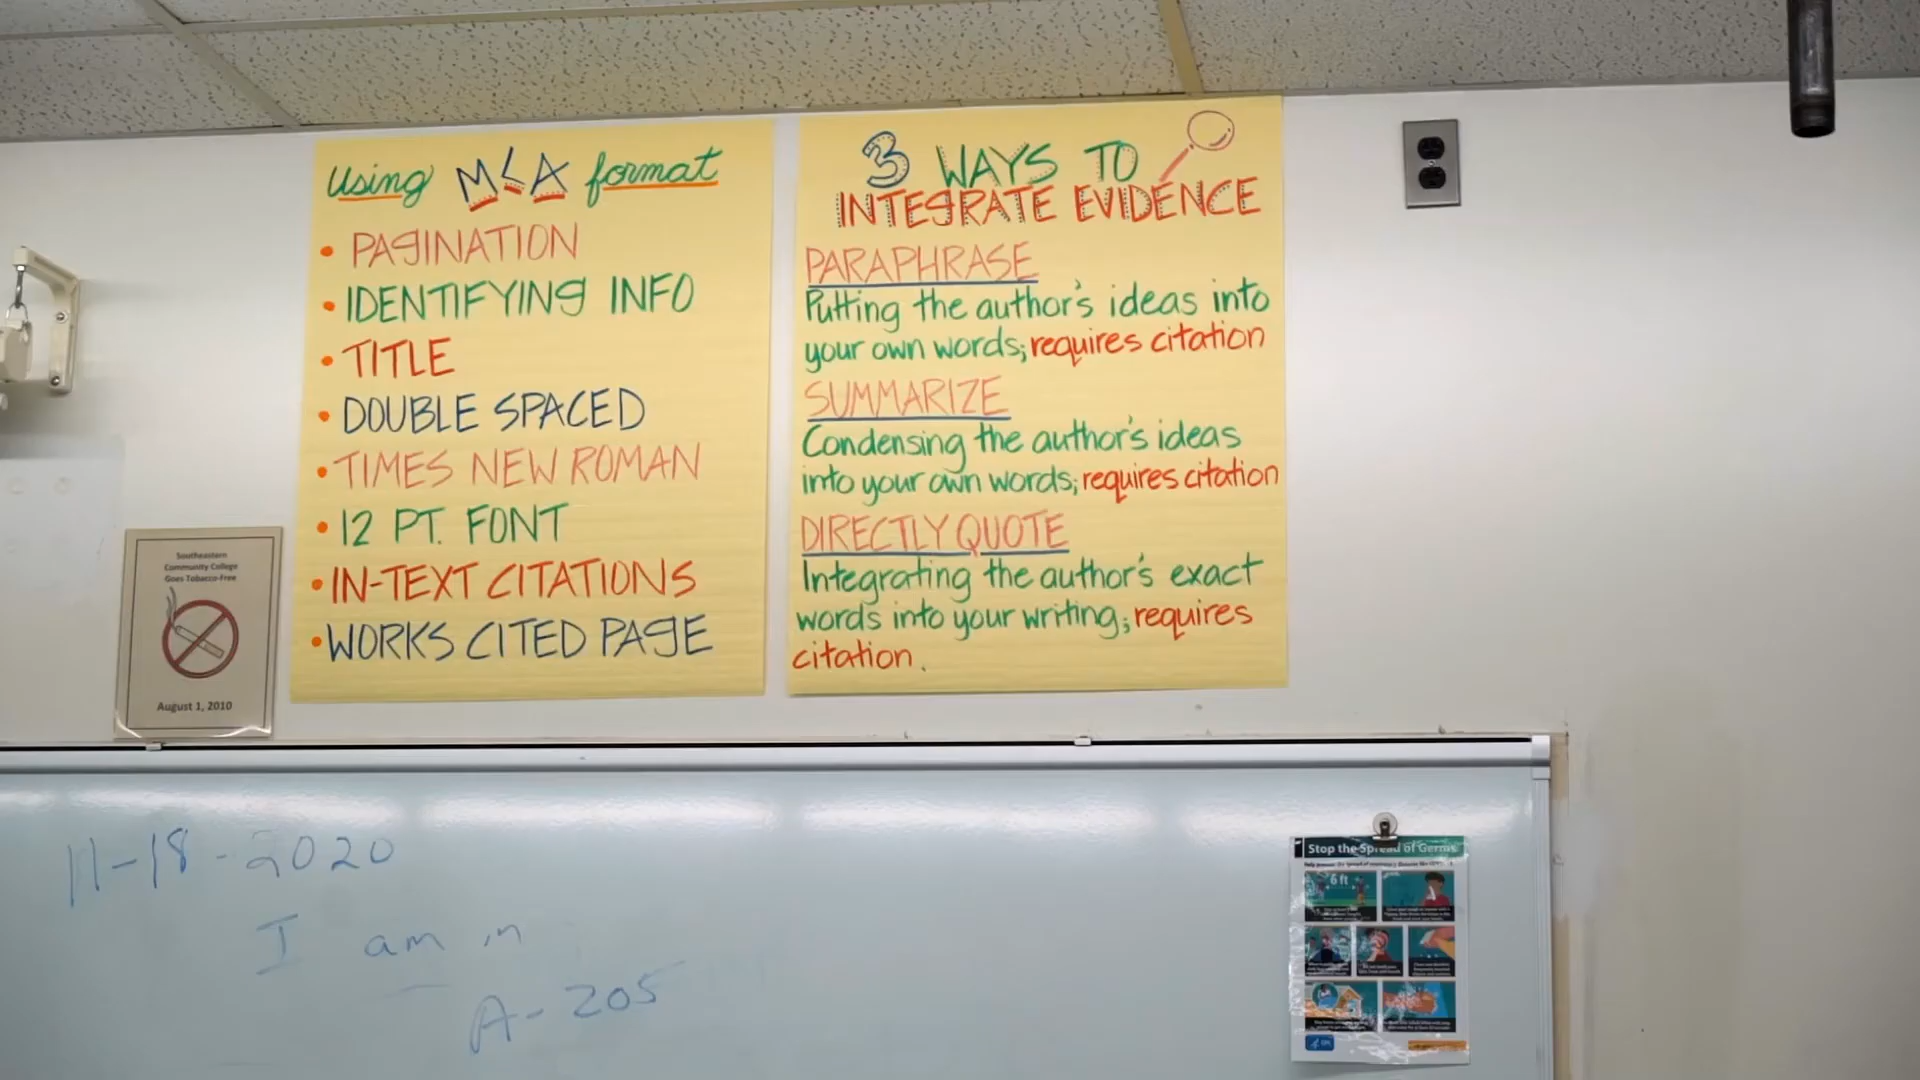 Using MLA format
• PAGINATION
• IDENTIFYING INFO
• TITLE
• DOUBLE SPACED
• TIMES NEW ROMAN
• 12 PT. FONT
• IN-TEXT CITATIONS
• WORKS CITED PAGE
3 WAYS TO
INTEGRATE EVIDENCE
PARAPHRASE
Putting the author's ideas into
your own words; requires citation
SUMMARIZE
Condensing the author's ideas
into your own words; requires citation
DIRECTLY QUOTE
Integrating the author's exact
words into your writing; requires
citation.
Southeastern
Community College
Goes Tobacco-Free
August 1, 2010
11-18-2020
I am in
A-205
Stop the Spread of Germs
6 ft